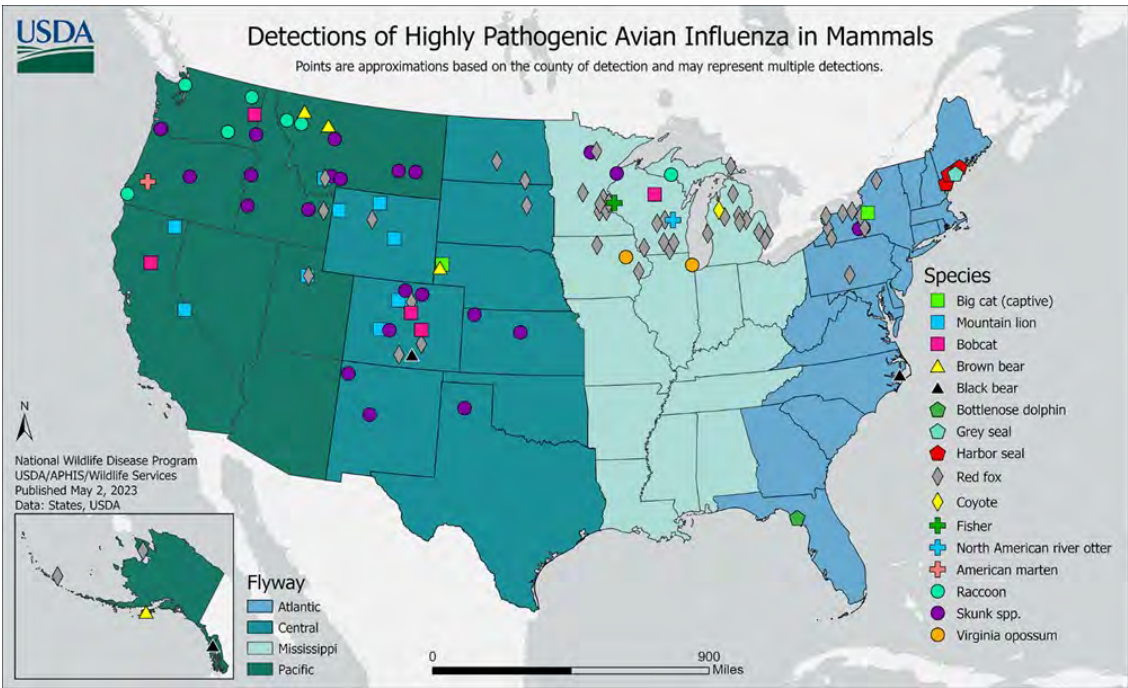 USDA
Detections of Highly Pathogenic Avian Influenza in Mammals
Points are approximations based on the county of detection and may represent multiple detections.
Species
Big cat (captive)
Mountain lion
Bobcat
Brown bear
Black bear
Bottlenose dolphin
Grey seal
Harbor seal
Red fox
Coyote
Fisher
North American river otter
American marten
Raccoon
Skunk spp.
Virginia opossum
N
National Wildlife Disease Program
USDA/APHIS/Wildlife Services
Published May 2, 2023
Data: States, USDA
Flyway
Atlantic
Central
Mississippi
Pacific
0 900
Miles